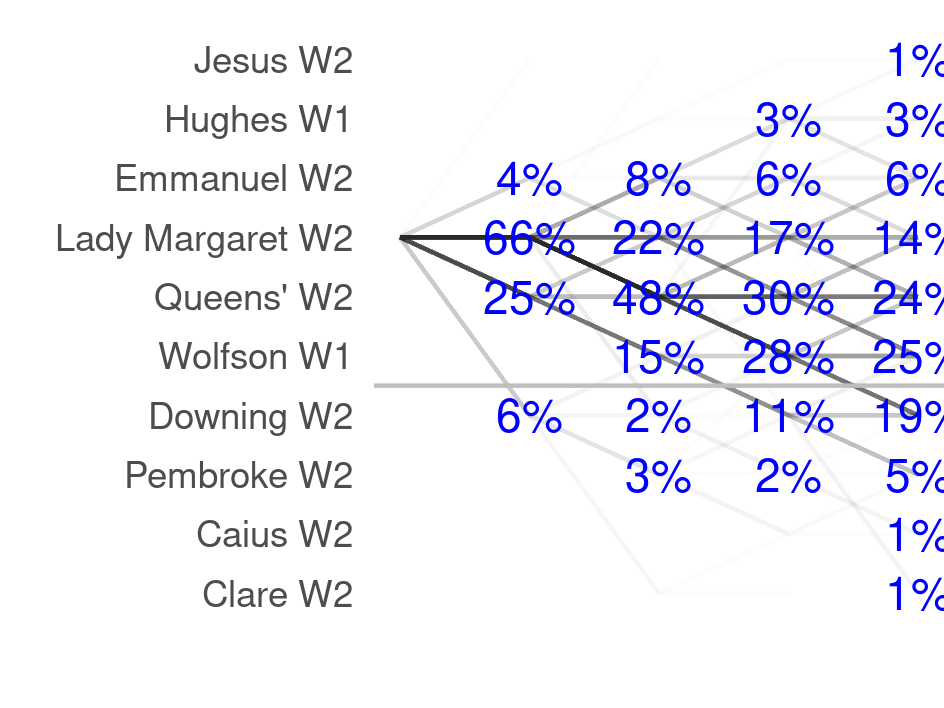 Jesus W2 1%
Hughes W1 3% 3%
Emmanuel W2 4% 8% 6% 6%
Lady Margaret W2 66% 22% 17% 14%
Queens' W2 25% 48% 30% 24%
Wolfson W1 15% 28% 25%
Downing W2 6% 2% 11% 19%
Pembroke W2 3% 2% 5%
Caius W2 1%
Clare W2 1%